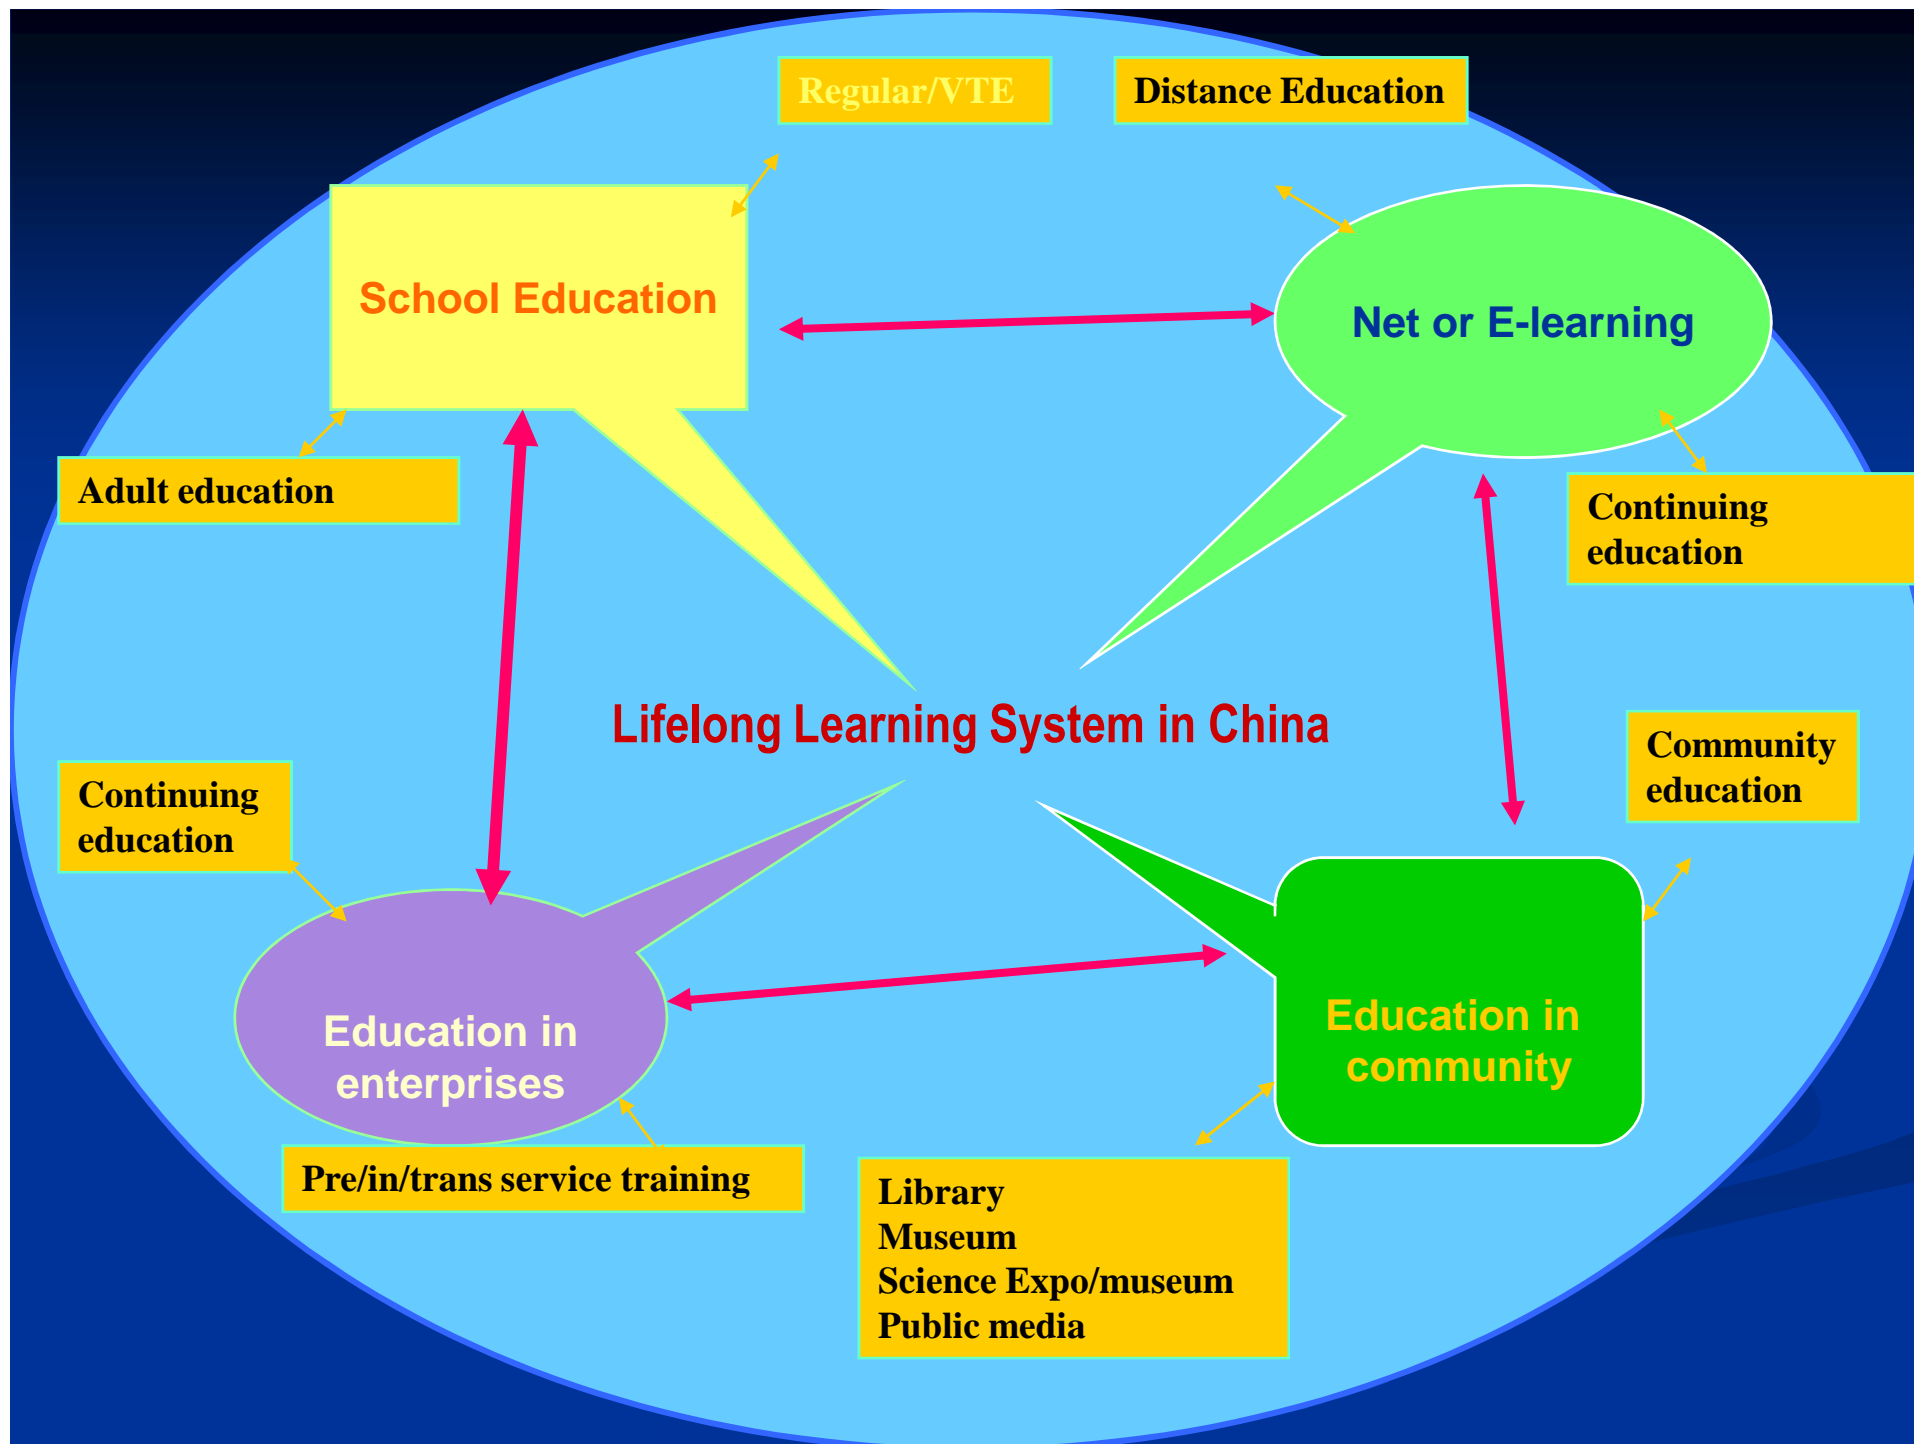 Regular/VTE
Distance Education
School Education
Net or E-learning
Adult education
Continuing
education
Lifelong Learning System in China
Community
education
Continuing
education
Education in
enterprises
Education in
community
Pre/in/trans service training
Library
Museum
Science Expo/museum
Public media